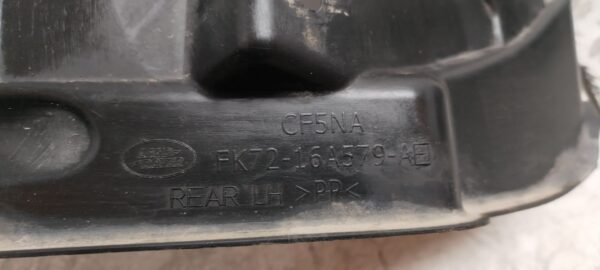 CF5NA
FK72-16A579-AE
REAR LH >PP<